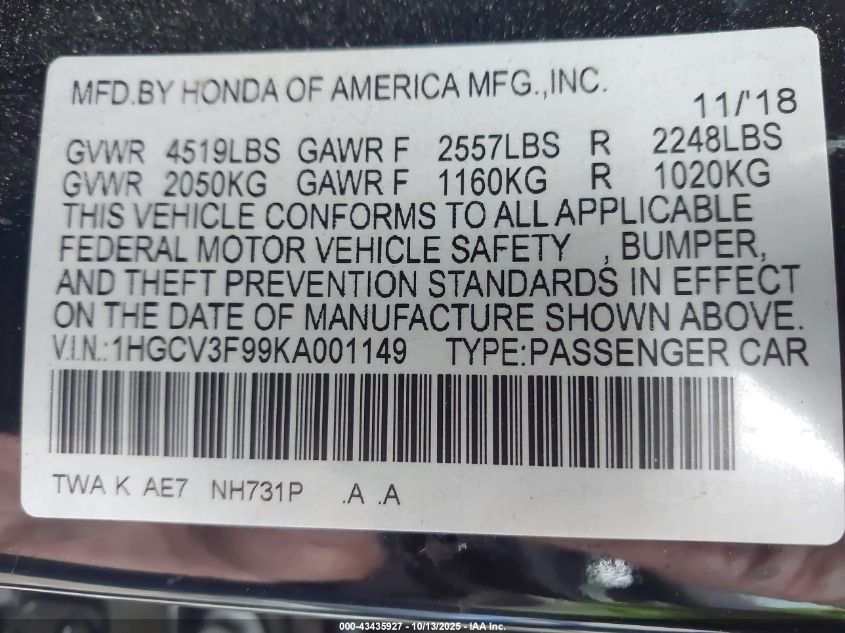 MFD.BY HONDA OF AMERICA MFG.,INC.
11/'18
GVWR 4519LBS GAWR F 2557LBS R 2248LBS
GVWR 2050KG GAWR F 1160KG R 1020KG
THIS VEHICLE CONFORMS TO ALL APPLICABLE
FEDERAL MOTOR VEHICLE SAFETY , BUMPER,
AND THEFT PREVENTION STANDARDS IN EFFECT
ON THE DATE OF MANUFACTURE SHOWN ABOVE.
V.I.N.:1HGCV3F99KA001149 TYPE:PASSENGER CAR
TWA K AE7 NH731P .A .A
000-43435927 - 10/13/2025 - IAA Inc.